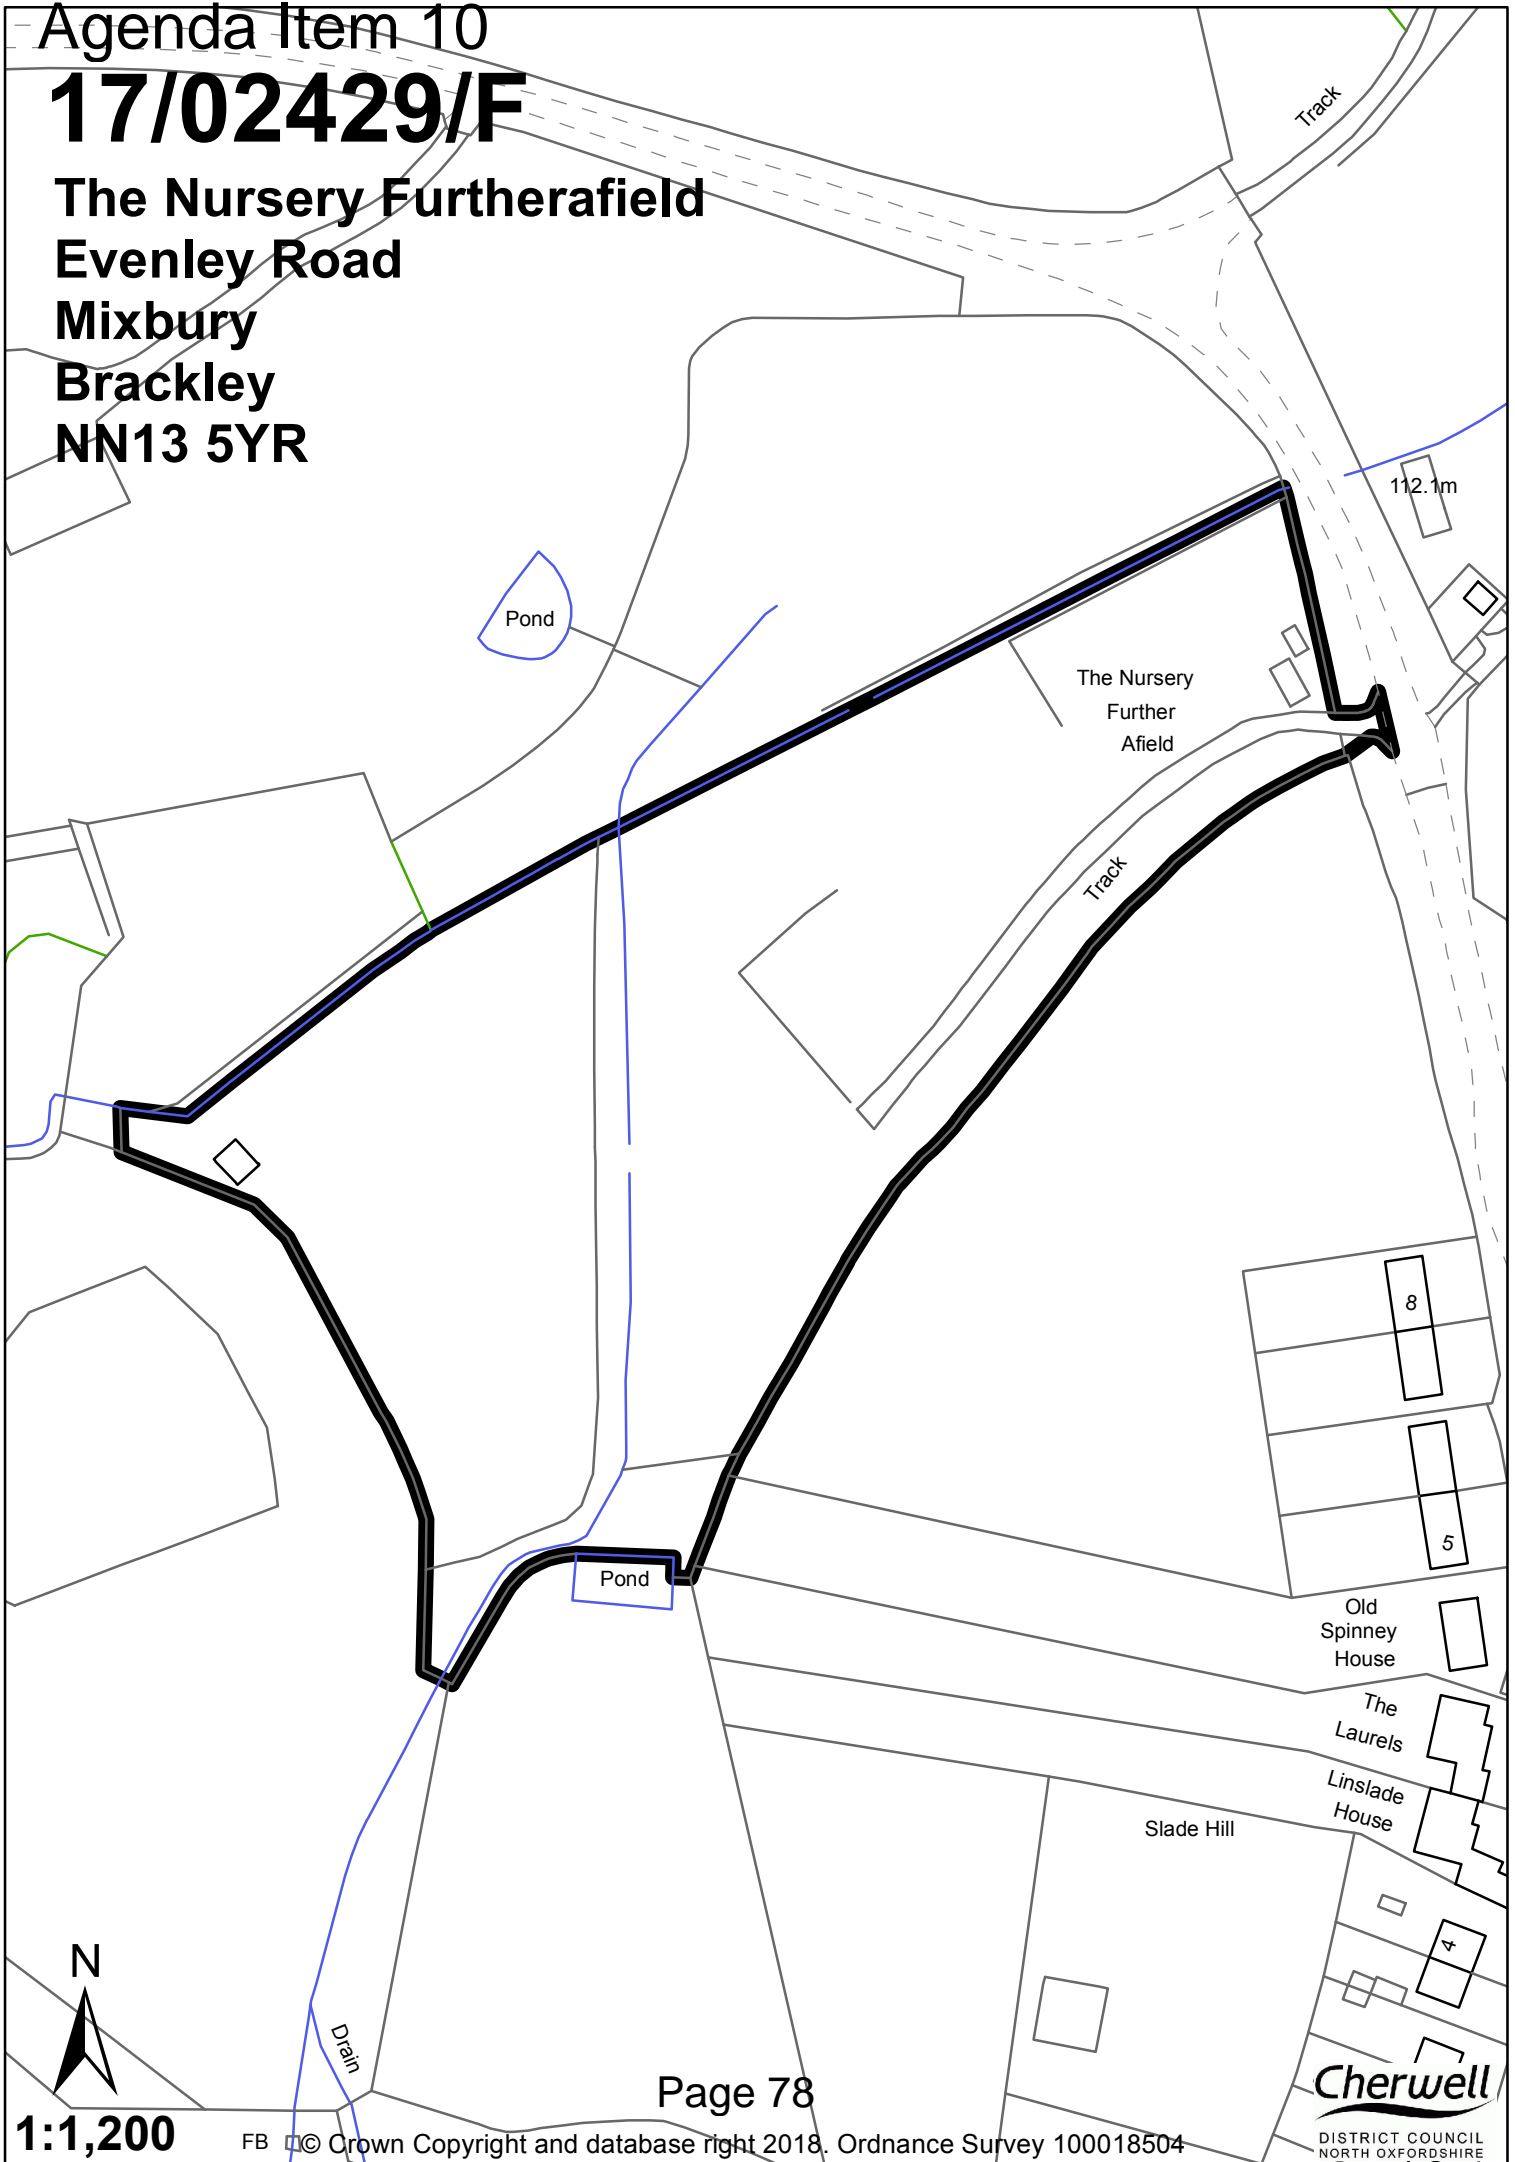 Agenda Item 10
17/02429/F
The Nursery Furtherafield
Evenley Road
Mixbury
Brackley
NN13 5YR
Track
112.1m
Pond
The Nursery
Further
Afield
Track
8
5
Pond
Old
Spinney
House
The
Laurels
Linslade
House
Slade Hill
4
N
Drain
Page 78
1:1,200
FB
© Crown Copyright and database right 2018. Ordnance Survey 100018504
Cherwell
DISTRICT COUNCIL
NORTH OXFORDSHIRE